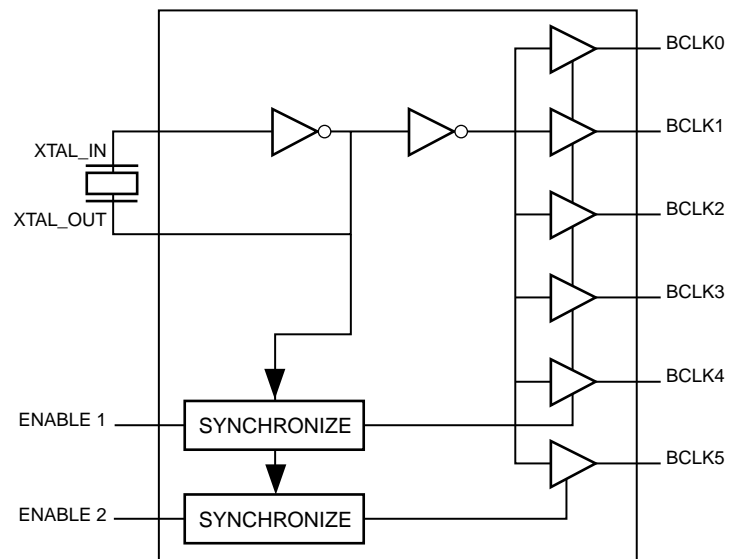 BCLK0
BCLK1
XTAL_IN
XTAL_OUT
BCLK2
BCLK3
BCLK4
ENABLE 1
SYNCHRONIZE
BCLK5
ENABLE 2
SYNCHRONIZE